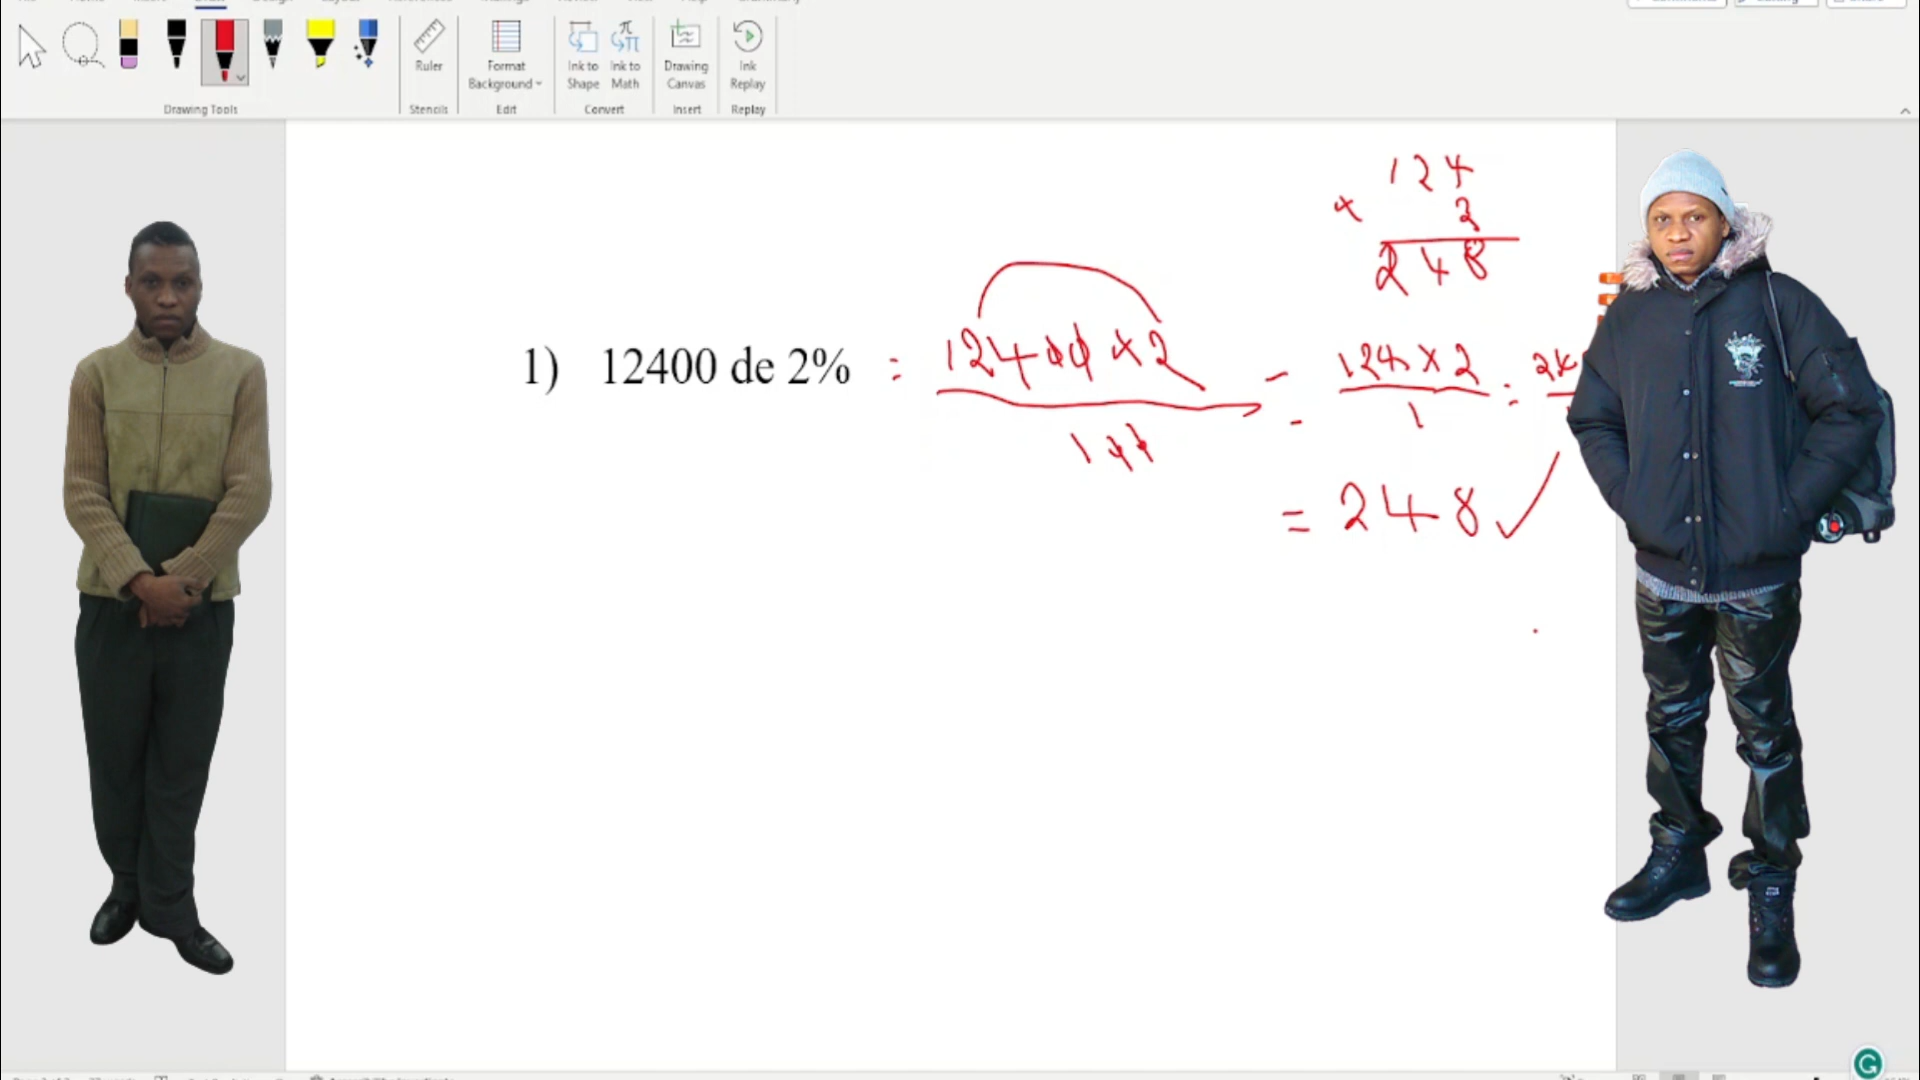 Ruler
Format
Background
Ink to
Shape
Ink to
Math
Drawing
Canvas
Ink
Replay
Drawing Tools
Stencils
Edit
Convert
Insert
Replay
124
x 2
248
1) 12400 de 2% = 12400 x 2 = 124 x 2 =
100 1
= 248